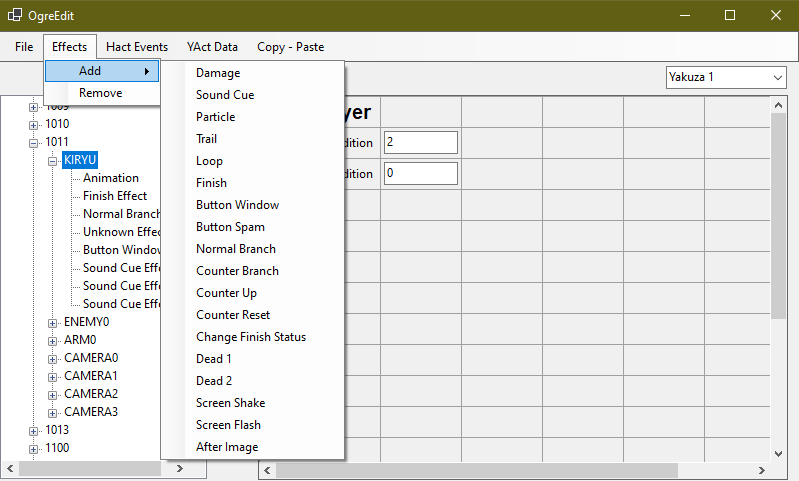 OgreEdit
File Effects Hact Events YAct Data Copy - Paste
Add
Remove
Yakuza 1
Damage
Sound Cue
Particle
Trail
Loop
Finish
Button Window
Button Spam
Normal Branch
Counter Branch
Counter Up
Counter Reset
Change Finish Status
Dead 1
Dead 2
Screen Shake
Screen Flash
After Image
1009
1010
1011
KIRYU
Animation
Finish Effect
Normal Branch
Unknown Effec
Button Window
Sound Cue Effe
Sound Cue Effe
Sound Cue Effe
ENEMY0
ARM0
CAMERA0
CAMERA1
CAMERA2
CAMERA3
1013
1100
yer
dition 2
dition 0